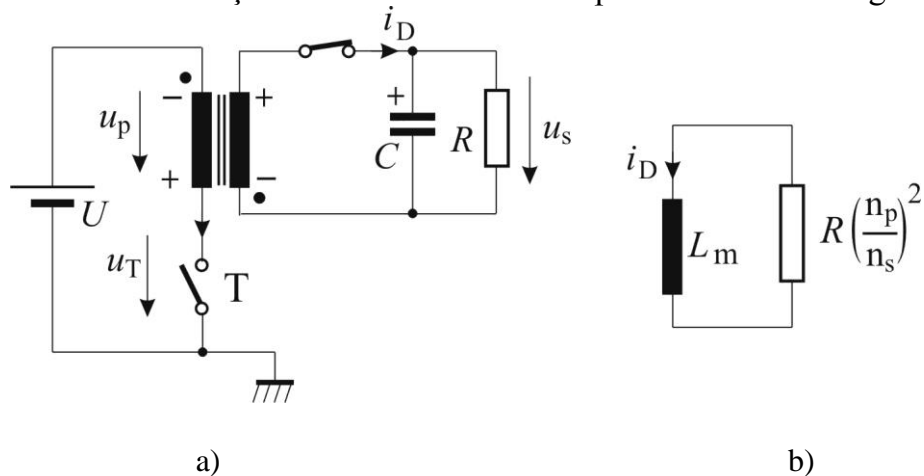 i_D
+
u_p
−
+
+
−
C
R
u_s
U
u_T
T
i_D
L_m
R(n_p/n_s)^2
a)
b)